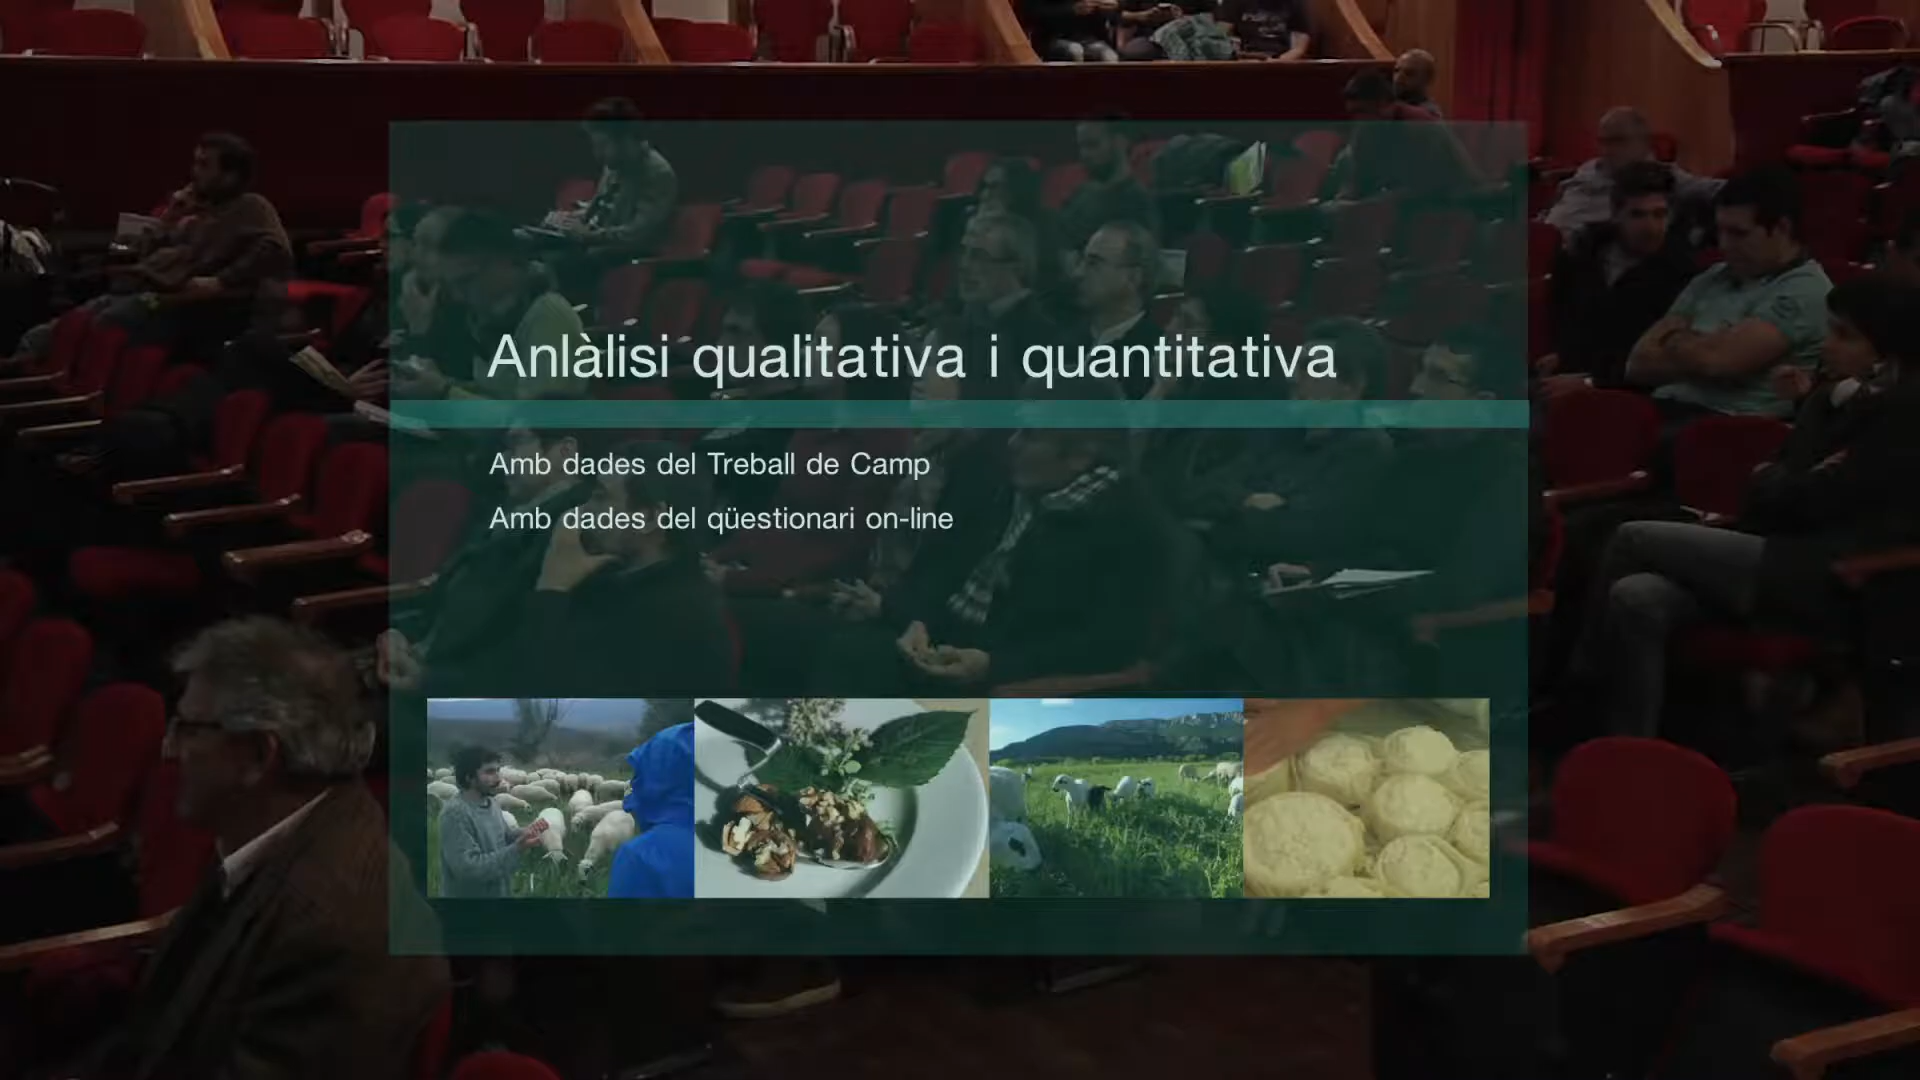 Anlàlisi qualitativa i quantitativa
Amb dades del Treball de Camp
Amb dades del qüestionari on-line